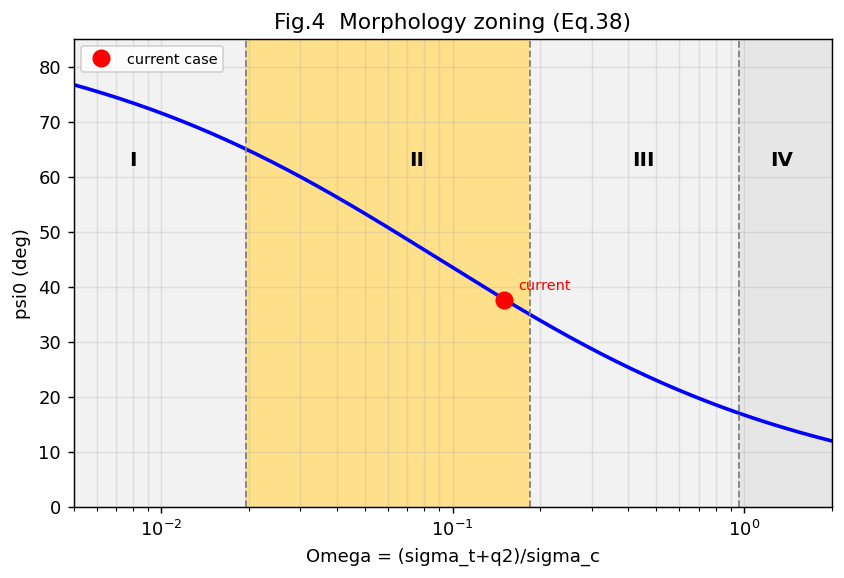 Fig.4  Morphology zoning (Eq.38)
current case
80
70
60
50
40
30
20
10
0
psi0 (deg)
I
II
III
IV
current
10⁻²
10⁻¹
10⁰
Omega = (sigma_t+q2)/sigma_c